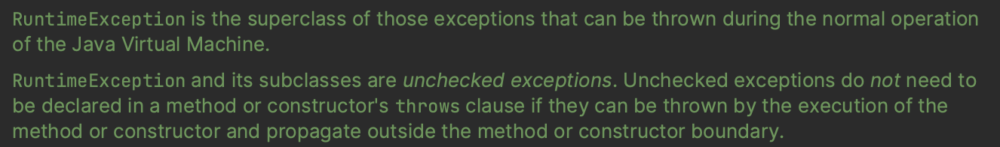 RuntimeException is the superclass of those exceptions that can be thrown during the normal operation
of the Java Virtual Machine.
RuntimeException and its subclasses are unchecked exceptions. Unchecked exceptions do not need to
be declared in a method or constructor's throws clause if they can be thrown by the execution of the
method or constructor and propagate outside the method or constructor boundary.